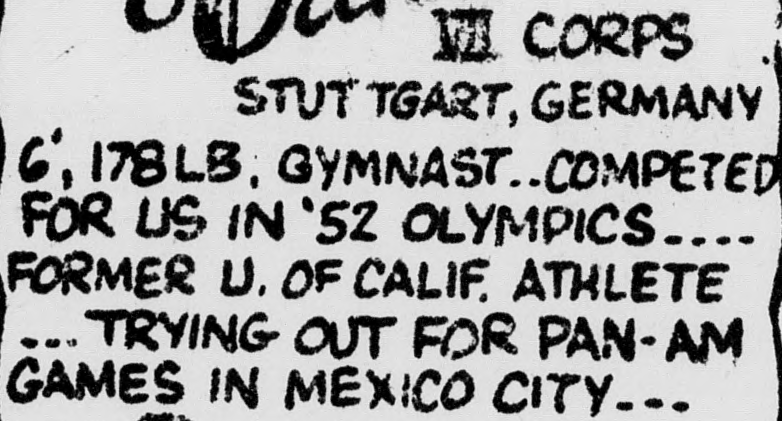 VII CORPS
STUTTGART, GERMANY
6', 178 LB, GYMNAST..COMPETED
FOR US IN '52 OLYMPICS....
FORMER U. OF CALIF. ATHLETE
... TRYING OUT FOR PAN-AM
GAMES IN MEXICO CITY...